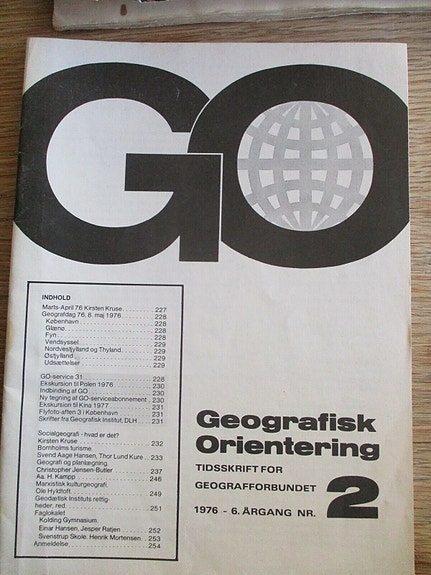 GO
INDHOLD
Marts-April 76 Kirsten Kruse . . . . . . . . 227
Geografdag 76, 8. maj 1976 . . . . . . . . 228
København . . . . . . . . 228
Glænø . . . . . . . . 228
Fyn . . . . . . . . 228
Vendsyssel . . . . . . . . 229
Nordvestjylland og Thyland . . . . . . . . 229
Østjylland . . . . . . . . 229
Udsættelser . . . . . . . . 229
GO-service 31 . . . . . . . . 228
Ekskursion til Polen 1976 . . . . . . . . 230
Indbinding af GO . . . . . . . . 230
Ny tegning af GO-serviceabonnement . 230
Ekskursion til Kina 1977 . . . . . . . . 231
Flyfoto-aften 3 i København . . . . . . . . 231
Skrifter fra Geografisk Institut, DLH . . . 231
Socialgeografi - hvad er det?
Kirsten Kruse . . . . . . . . 232
Bornholms turisme.
Svend Aage Hansen, Thor Lund Kure . . 233
Geografi og planlægning.
Christopher Jensen-Butler . . . . . . . . 237
Aa. H. Kampp . . . . . . . . 246
Marxistisk kulturgeografi.
Ole Hyldtoft . . . . . . . . 249
Geodætisk Instituts rettig-
heder, red. . . . . . . . . 251
Faglokalet
Kolding Gymnasium.
Einar Hansen, Jesper Ratjen . . . . . . . . 252
Svenstrup Skole, Henrik Mortensen . . 253
Anmeldelse . . . . . . . . 254
Geografisk
Orientering
TIDSSKRIFT FOR
GEOGRAFFORBUNDET
1976 - 6. ÅRGANG NR. 2